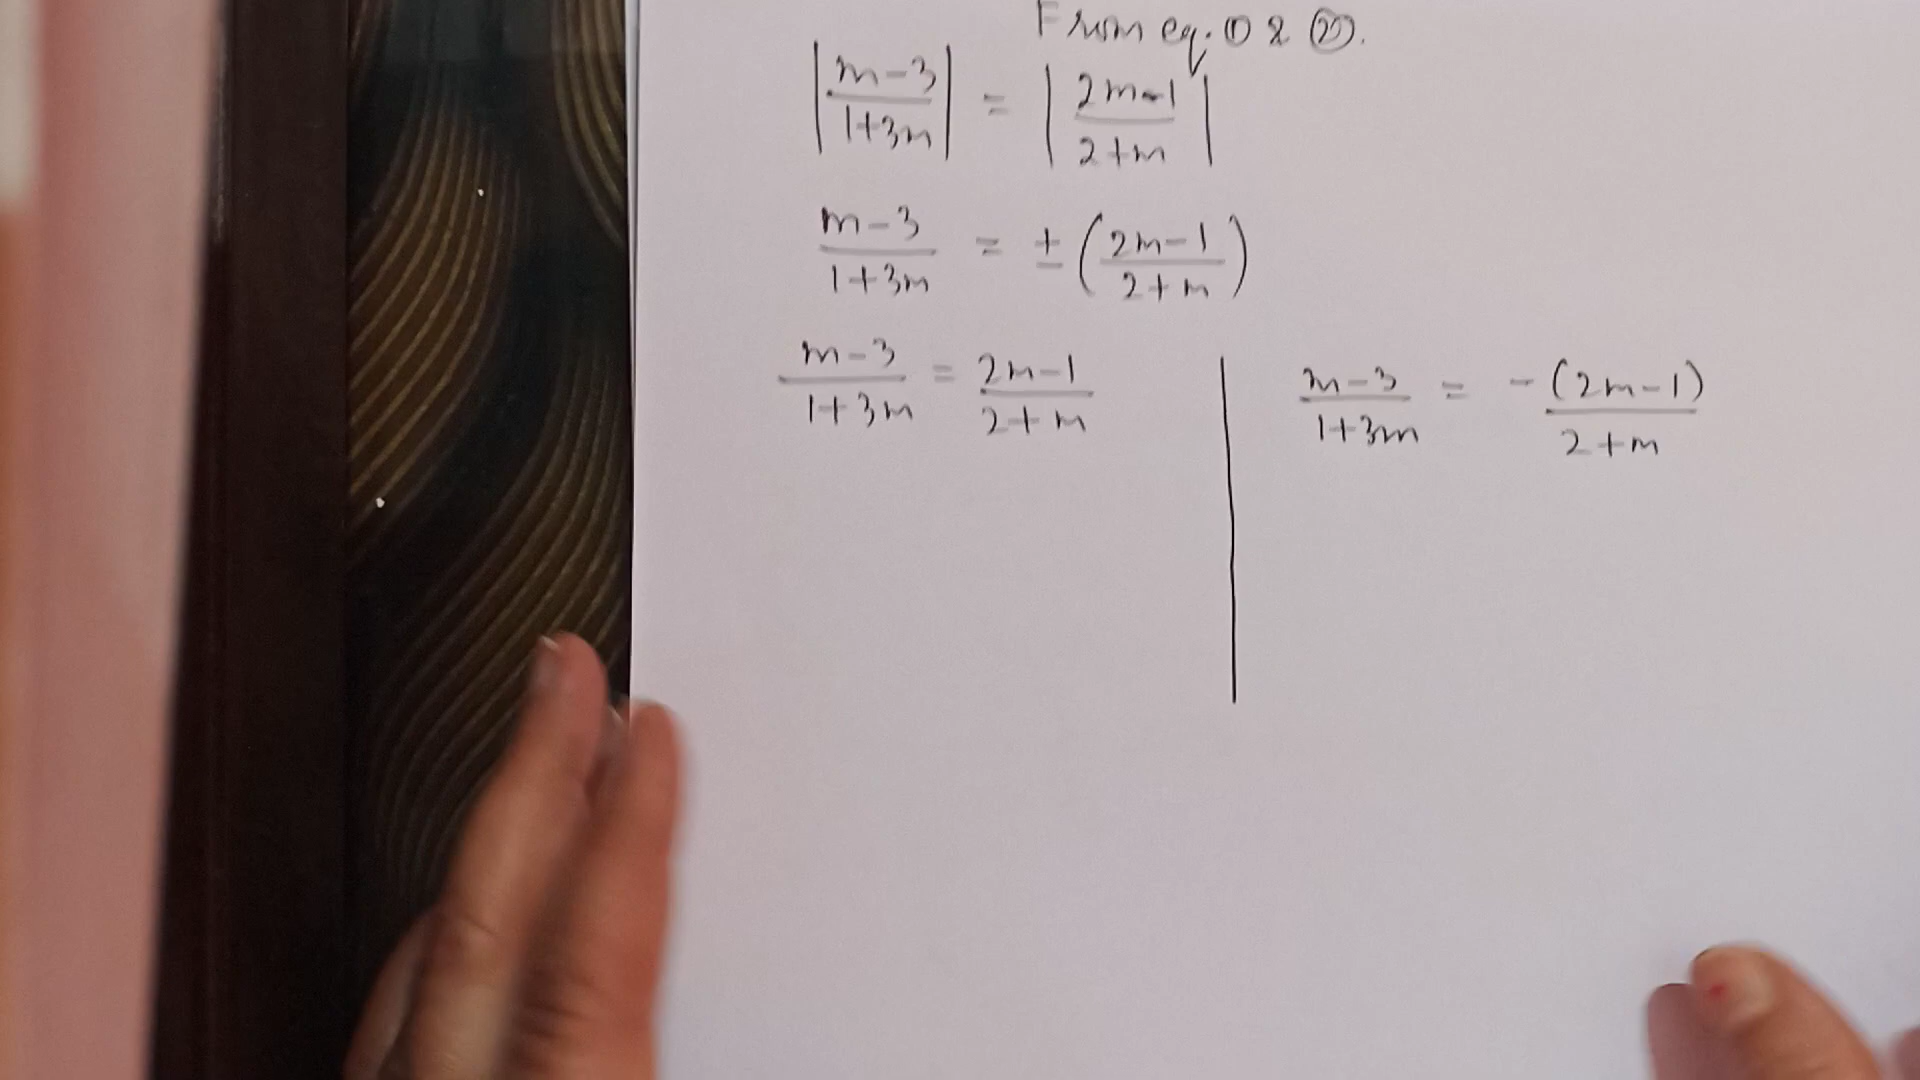 From eq. ① & ②.
|m-3/1+3m| = |2m-1/2+m|
m-3/1+3m = ± (2m-1/2+m)
m-3/1+3m = 2m-1/2+m | m-3/1+3m = -(2m-1)/2+m